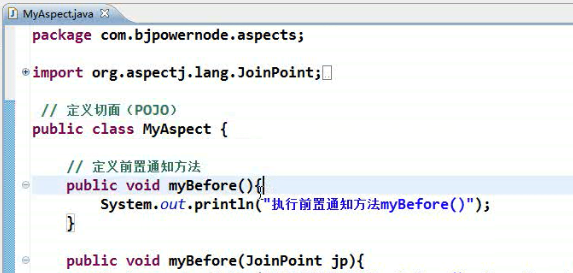 MyAspect.java
package com.bjpowernode.aspects;
import org.aspectj.lang.JoinPoint;
// 定义切面（POJO）
public class MyAspect {
// 定义前置通知方法
public void myBefore(){
System.out.println("执行前置通知方法myBefore()");
}
public void myBefore(JoinPoint jp){